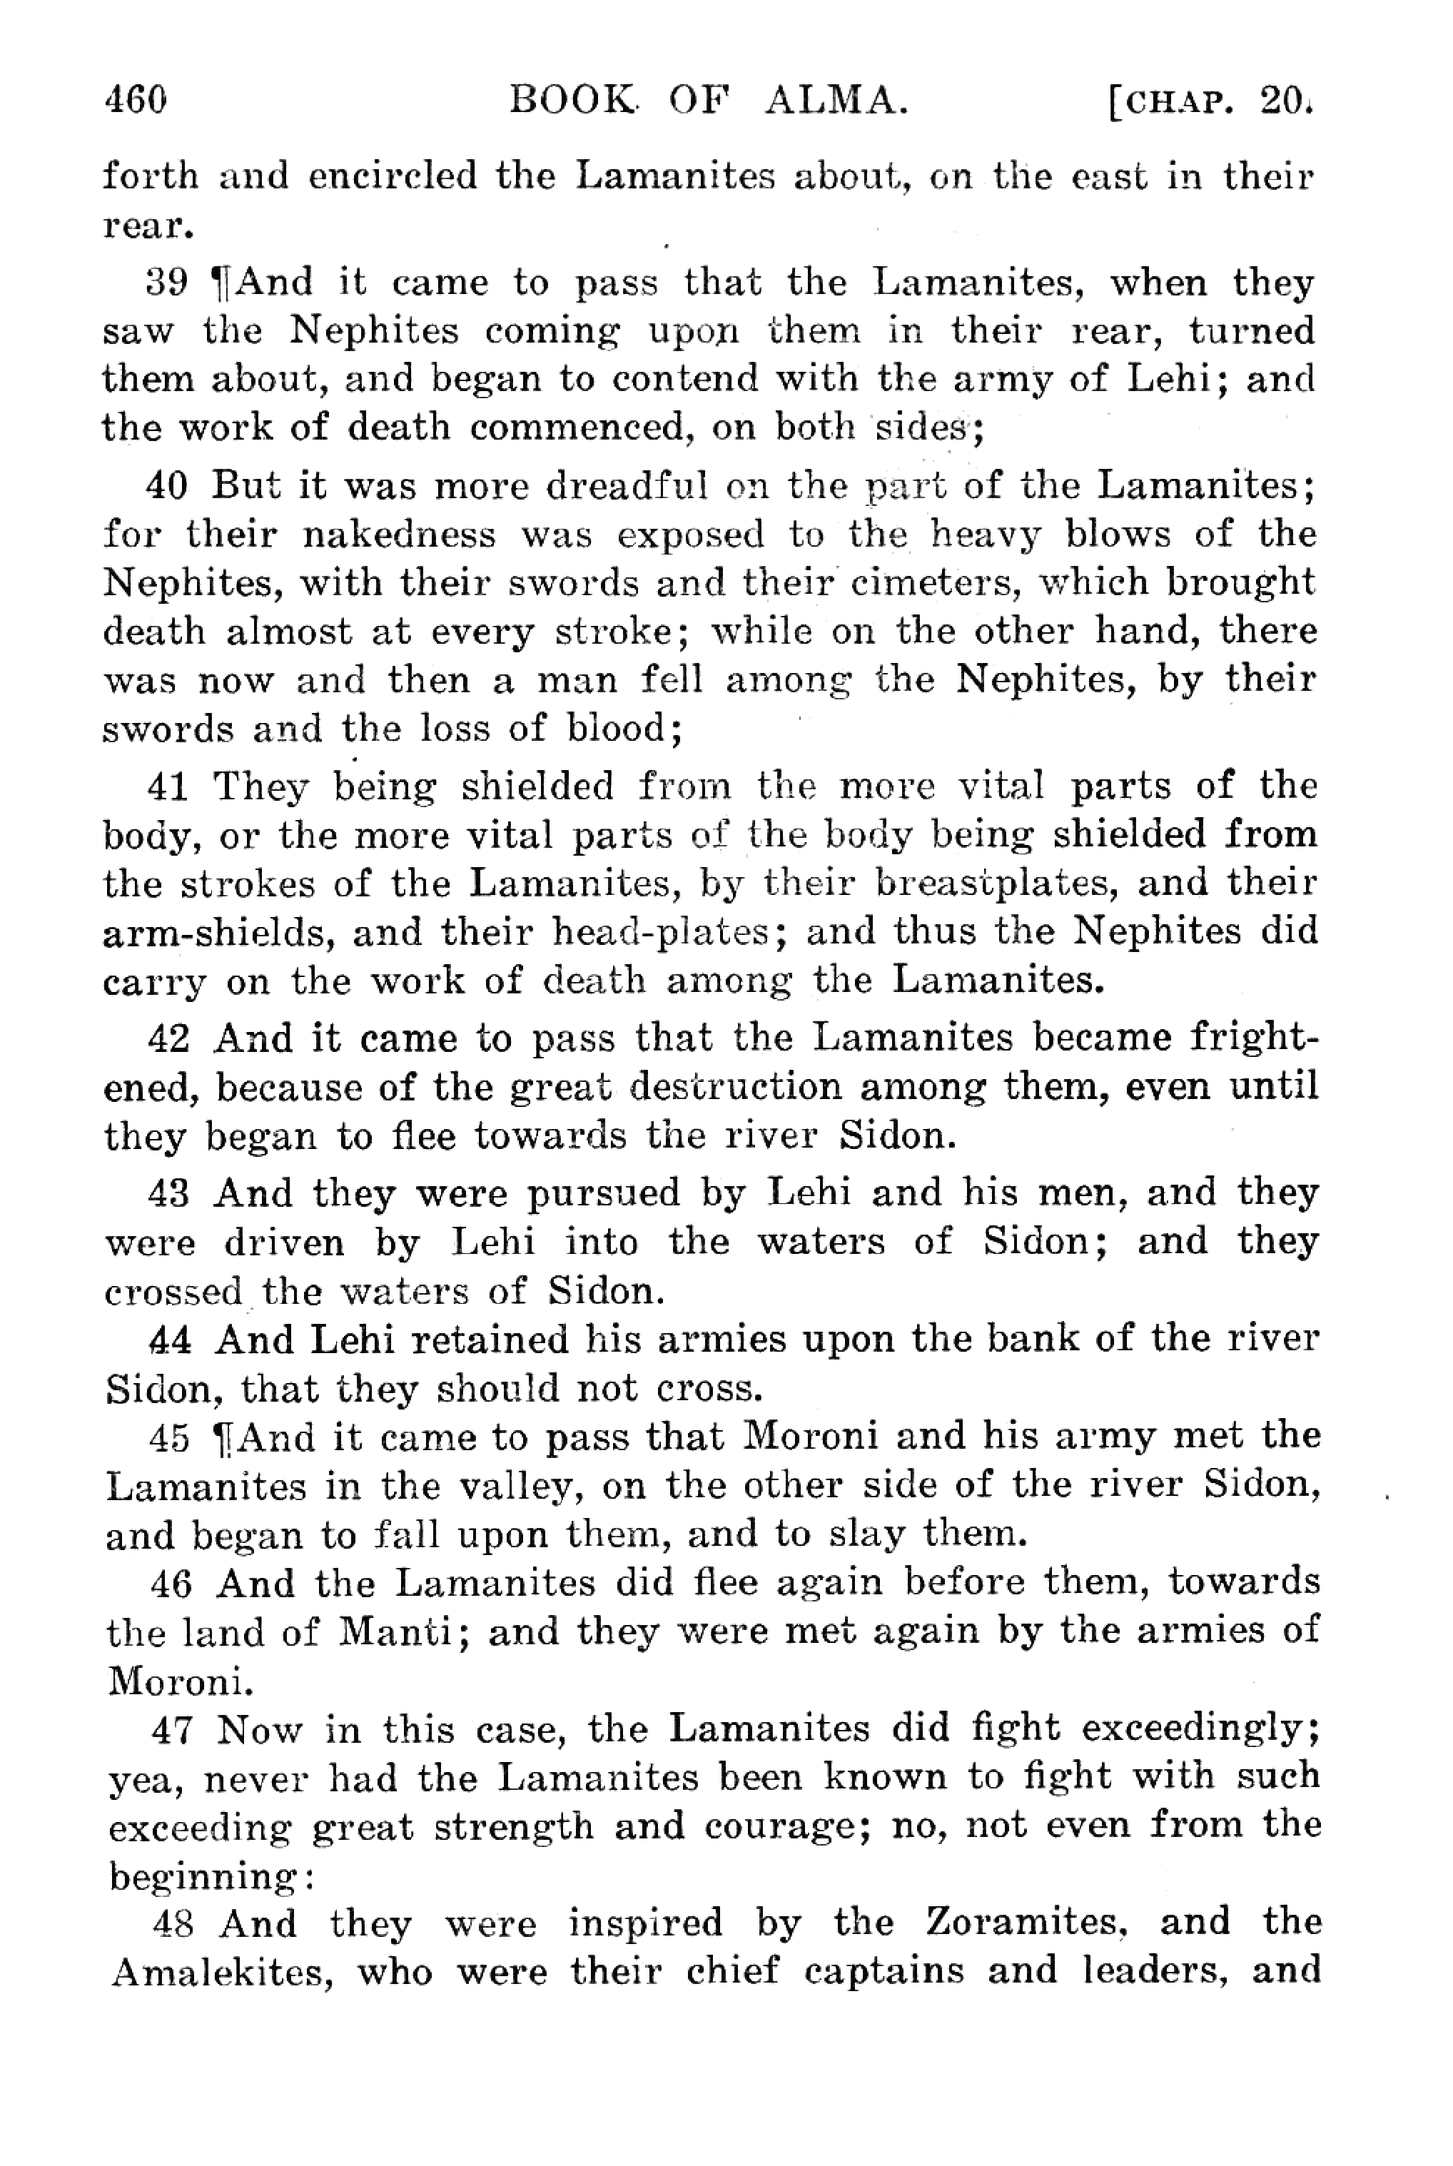 460 BOOK OF ALMA. [CHAP. 20.
forth and encircled the Lamanites about, on the east in their
rear.
39 ¶And it came to pass that the Lamanites, when they
saw the Nephites coming upon them in their rear, turned
them about, and began to contend with the army of Lehi; and
the work of death commenced, on both sides;
40 But it was more dreadful on the part of the Lamanites;
for their nakedness was exposed to the heavy blows of the
Nephites, with their swords and their cimeters, which brought
death almost at every stroke; while on the other hand, there
was now and then a man fell among the Nephites, by their
swords and the loss of blood;
41 They being shielded from the more vital parts of the
body, or the more vital parts of the body being shielded from
the strokes of the Lamanites, by their breastplates, and their
arm-shields, and their head-plates; and thus the Nephites did
carry on the work of death among the Lamanites.
42 And it came to pass that the Lamanites became fright-
ened, because of the great destruction among them, even until
they began to flee towards the river Sidon.
43 And they were pursued by Lehi and his men, and they
were driven by Lehi into the waters of Sidon; and they
crossed the waters of Sidon.
44 And Lehi retained his armies upon the bank of the river
Sidon, that they should not cross.
45 ¶And it came to pass that Moroni and his army met the
Lamanites in the valley, on the other side of the river Sidon,
and began to fall upon them, and to slay them.
46 And the Lamanites did flee again before them, towards
the land of Manti; and they were met again by the armies of
Moroni.
47 Now in this case, the Lamanites did fight exceedingly;
yea, never had the Lamanites been known to fight with such
exceeding great strength and courage; no, not even from the
beginning:
48 And they were inspired by the Zoramites, and the
Amalekites, who were their chief captains and leaders, and